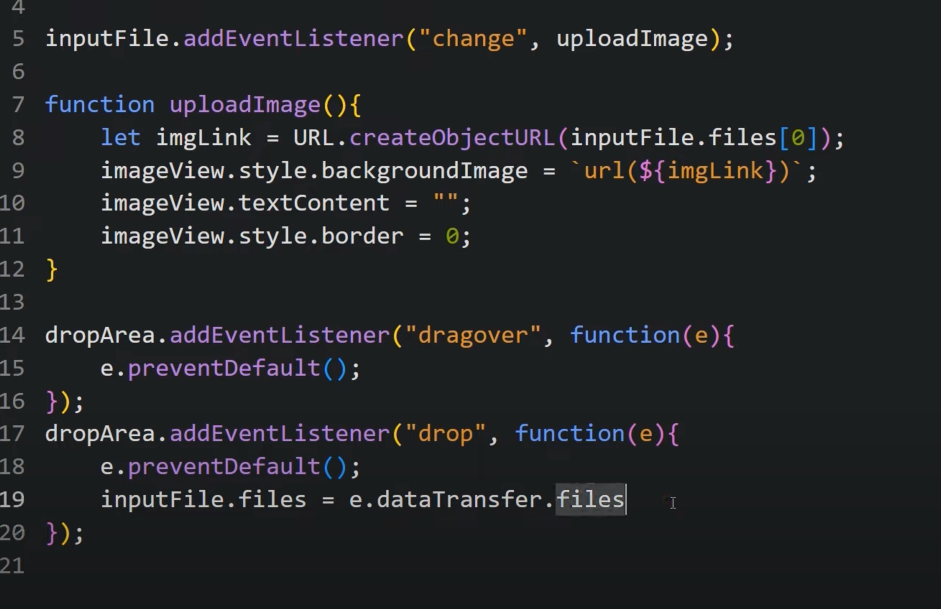 4
5 inputFile.addEventListener("change", uploadImage);
6
7 function uploadImage(){
8     let imgLink = URL.createObjectURL(inputFile.files[0]);
9     imageView.style.backgroundImage = `url(${imgLink})`;
10     imageView.textContent = "";
11     imageView.style.border = 0;
12 }
13
14 dropArea.addEventListener("dragover", function(e){
15     e.preventDefault();
16 });
17 dropArea.addEventListener("drop", function(e){
18     e.preventDefault();
19     inputFile.files = e.dataTransfer.files
20 });
21